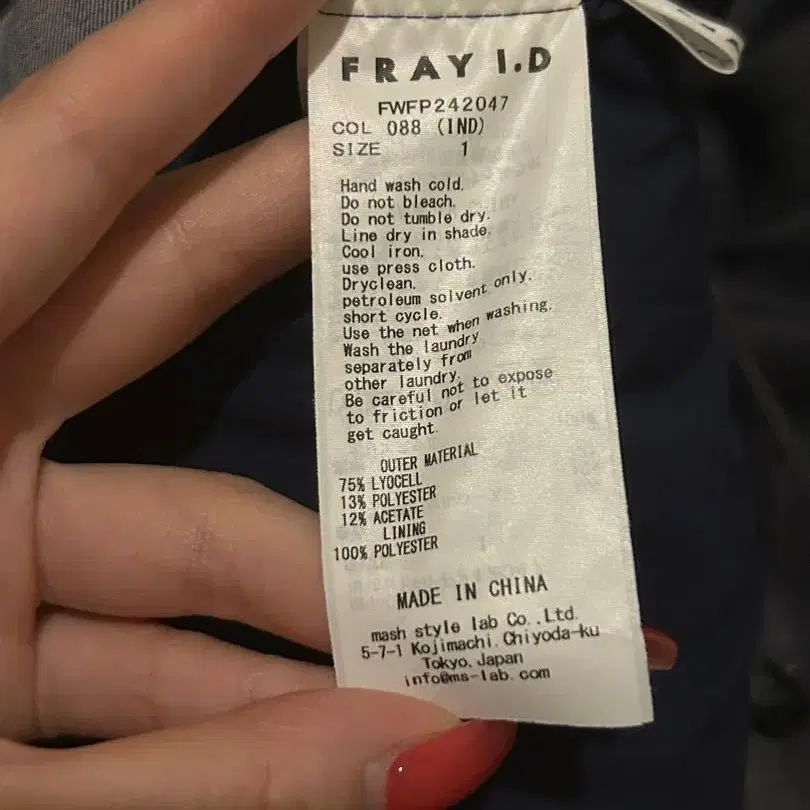 FRAY I.D
FWFP242047
COL 088 (IND)
SIZE 1
Hand wash cold.
Do not bleach.
Do not tumble dry.
Line dry in shade.
Cool iron.
use press cloth.
Dryclean.
petroleum solvent only.
short cycle.
Use the net when washing.
Wash the laundry
separately from
other laundry.
Be careful not to expose
to friction or let it
get caught.
OUTER MATERIAL
75% LYOCELL
13% POLYESTER
12% ACETATE
LINING
100% POLYESTER
MADE IN CHINA
mash style lab Co.,Ltd.
5-7-1 Kojimachi, Chiyoda-ku
Tokyo, Japan
info@ms-lab.com